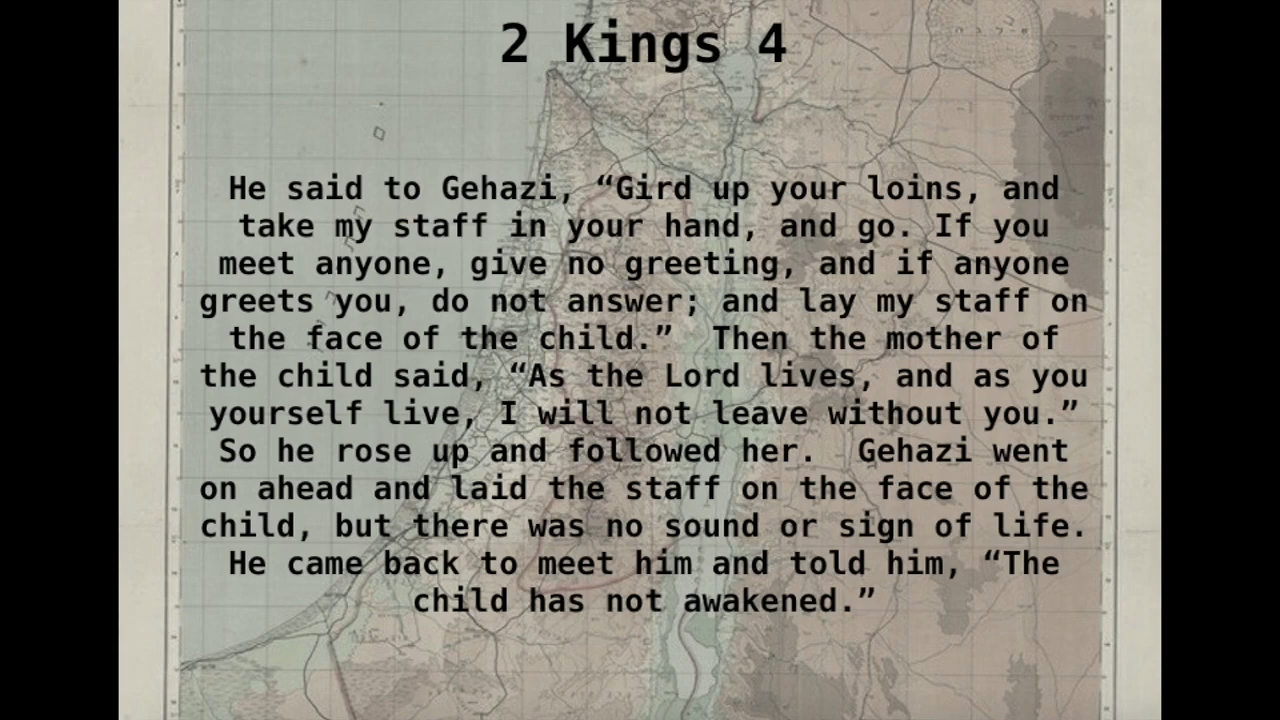 2 Kings 4
He said to Gehazi, “Gird up your loins, and
take my staff in your hand, and go. If you
meet anyone, give no greeting, and if anyone
greets you, do not answer; and lay my staff on
the face of the child.”  Then the mother of
the child said, “As the Lord lives, and as you
yourself live, I will not leave without you.”
So he rose up and followed her.  Gehazi went
on ahead and laid the staff on the face of the
child, but there was no sound or sign of life.
He came back to meet him and told him, “The
child has not awakened.”